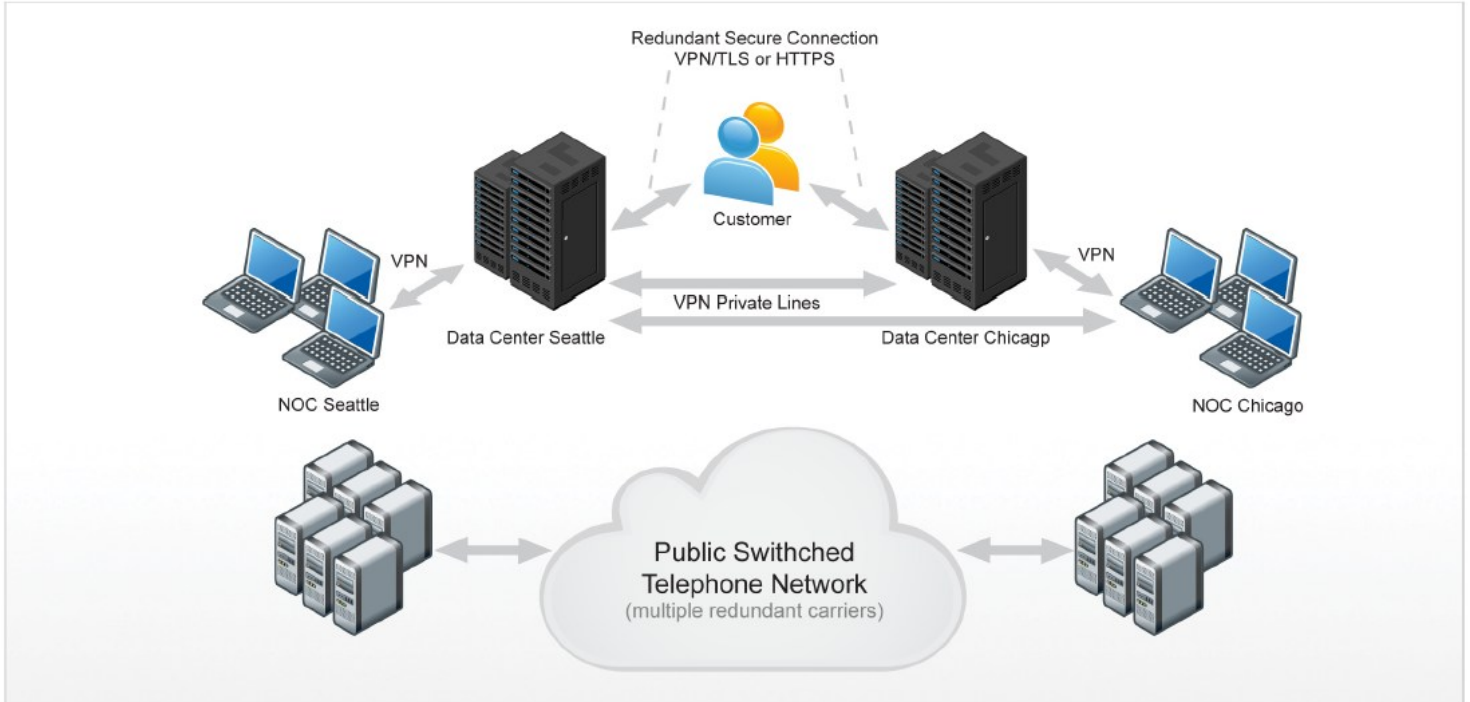 Redundant Secure Connection
VPN/TLS or HTTPS
Customer
VPN
VPN
VPN Private Lines
Data Center Seattle
Data Center Chicagp
NOC Seattle
NOC Chicago
Public Swithched
Telephone Network
(multiple redundant carriers)